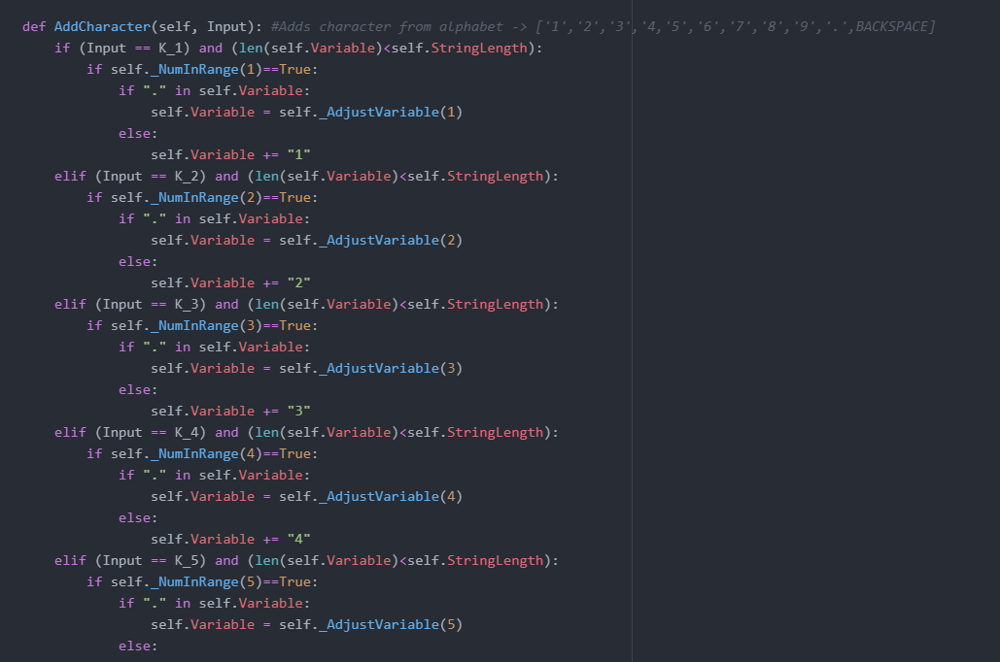 def AddCharacter(self, Input): #Adds character from alphabet -> ['1','2','3','4,'5','6','7','8','9','.',BACKSPACE]
    if (Input == K_1) and (len(self.Variable)<self.StringLength):
        if self._NumInRange(1)==True:
            if "." in self.Variable:
                self.Variable = self._AdjustVariable(1)
            else:
                self.Variable += "1"
    elif (Input == K_2) and (len(self.Variable)<self.StringLength):
        if self._NumInRange(2)==True:
            if "." in self.Variable:
                self.Variable = self._AdjustVariable(2)
            else:
                self.Variable += "2"
    elif (Input == K_3) and (len(self.Variable)<self.StringLength):
        if self._NumInRange(3)==True:
            if "." in self.Variable:
                self.Variable = self._AdjustVariable(3)
            else:
                self.Variable += "3"
    elif (Input == K_4) and (len(self.Variable)<self.StringLength):
        if self._NumInRange(4)==True:
            if "." in self.Variable:
                self.Variable = self._AdjustVariable(4)
            else:
                self.Variable += "4"
    elif (Input == K_5) and (len(self.Variable)<self.StringLength):
        if self._NumInRange(5)==True:
            if "." in self.Variable:
                self.Variable = self._AdjustVariable(5)
            else: